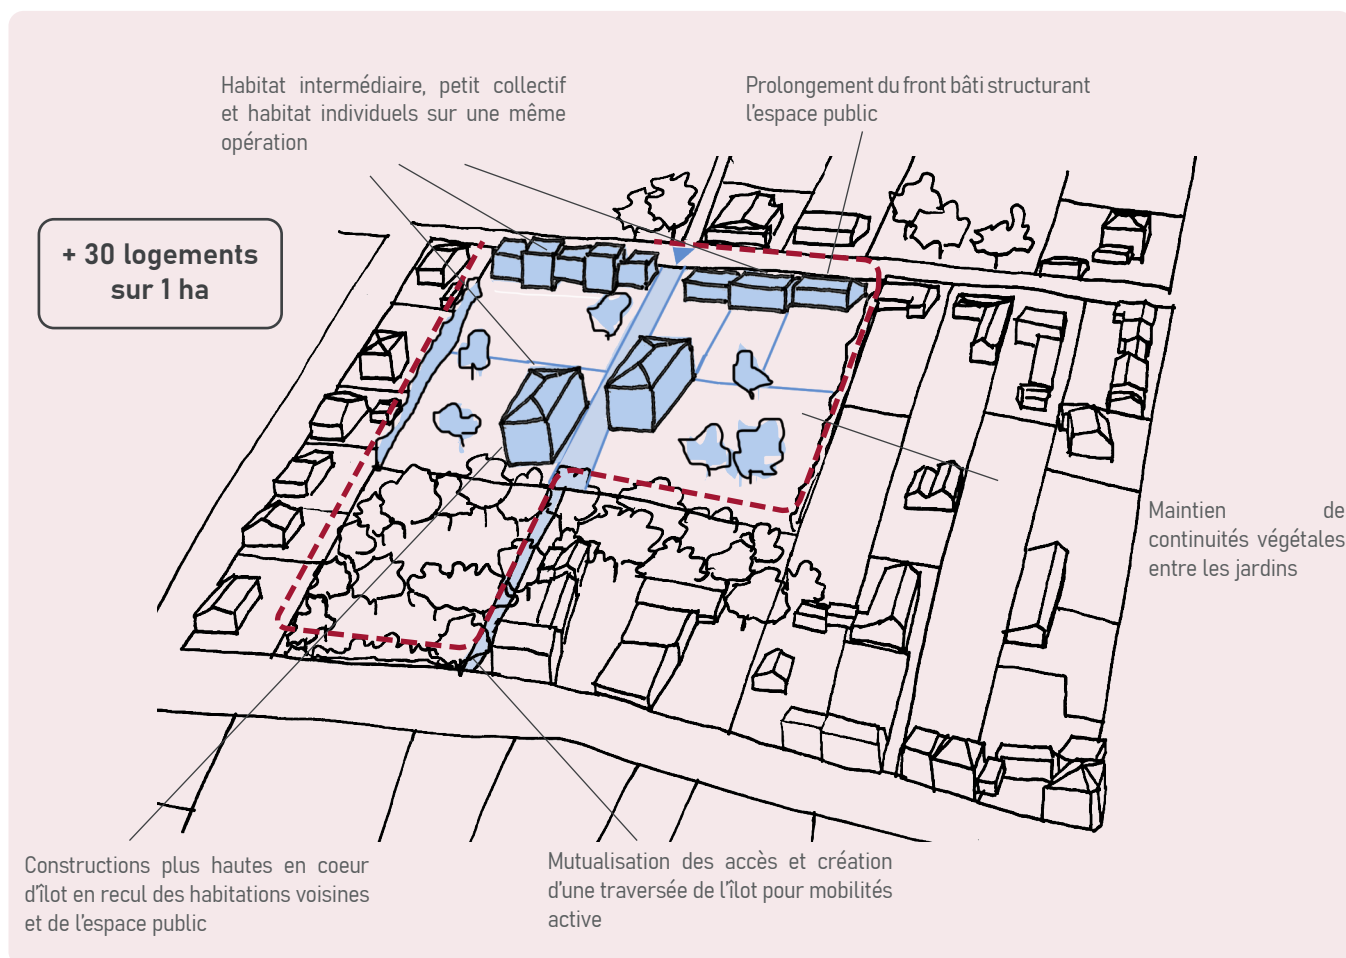 Habitat intermédiaire, petit collectif
et habitat individuels sur une même
opération
Prolongement du front bâti structurant
l'espace public
+ 30 logements
sur 1 ha
Maintien de
continuités végétales
entre les jardins
Constructions plus hautes en coeur
d'îlot en recul des habitations voisines
et de l'espace public
Mutualisation des accès et création
d'une traversée de l'îlot pour mobilités
active